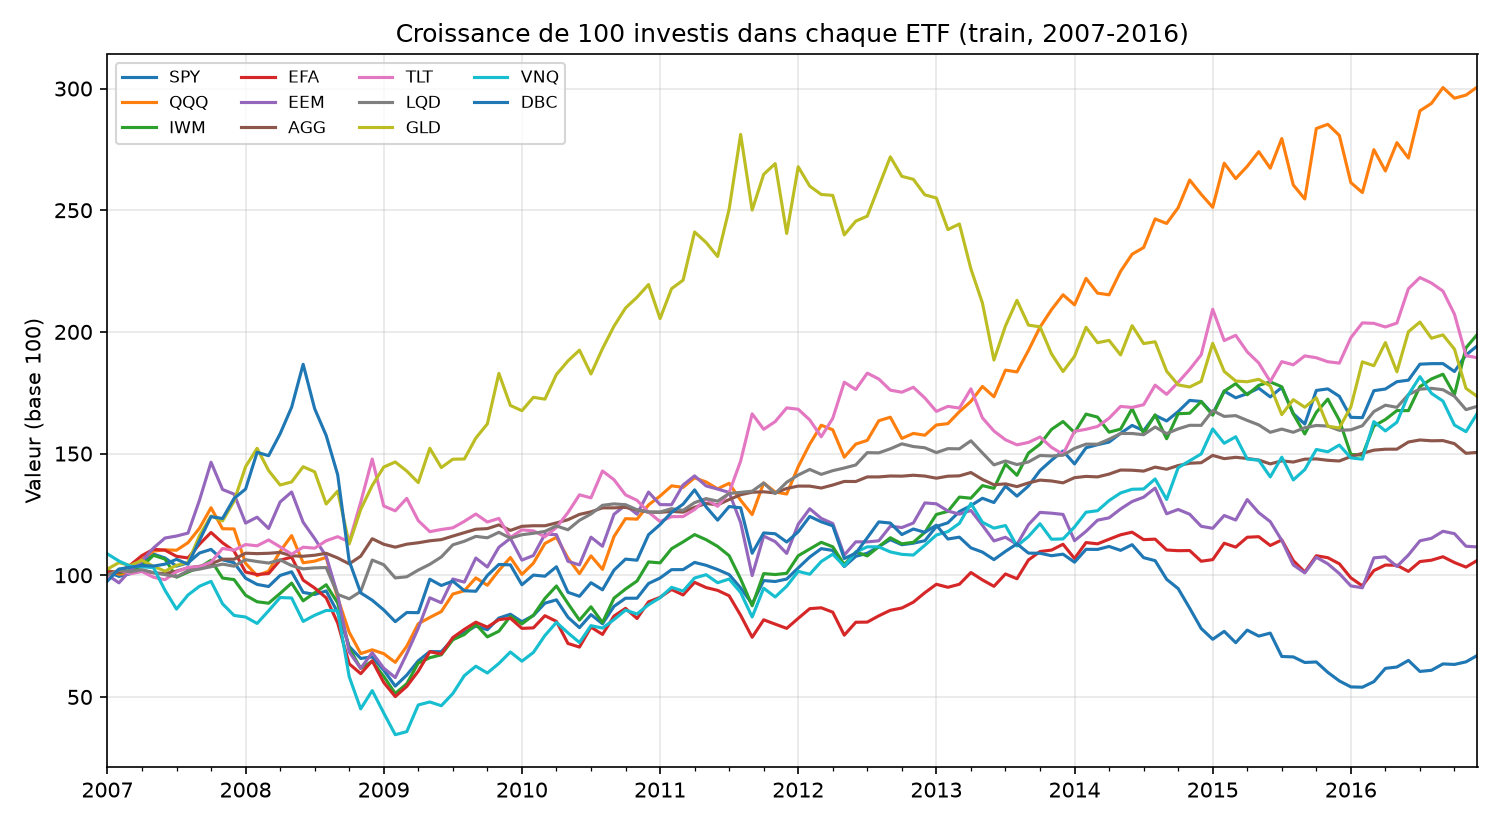 Croissance de 100 investis dans chaque ETF (train, 2007-2016)
SPY EFA TLT VNQ
QQQ EEM LQD DBC
IWM AGG GLD
Valeur (base 100)
300
250
200
150
100
50
2007 2008 2009 2010 2011 2012 2013 2014 2015 2016